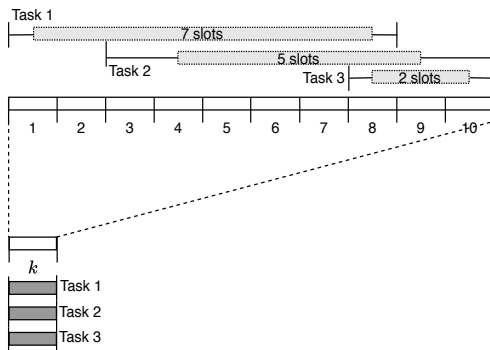 Task 1
7 slots
Task 2
5 slots
Task 3
2 slots
1 2 3 4 5 6 7 8 9 10
k
Task 1
Task 2
Task 3